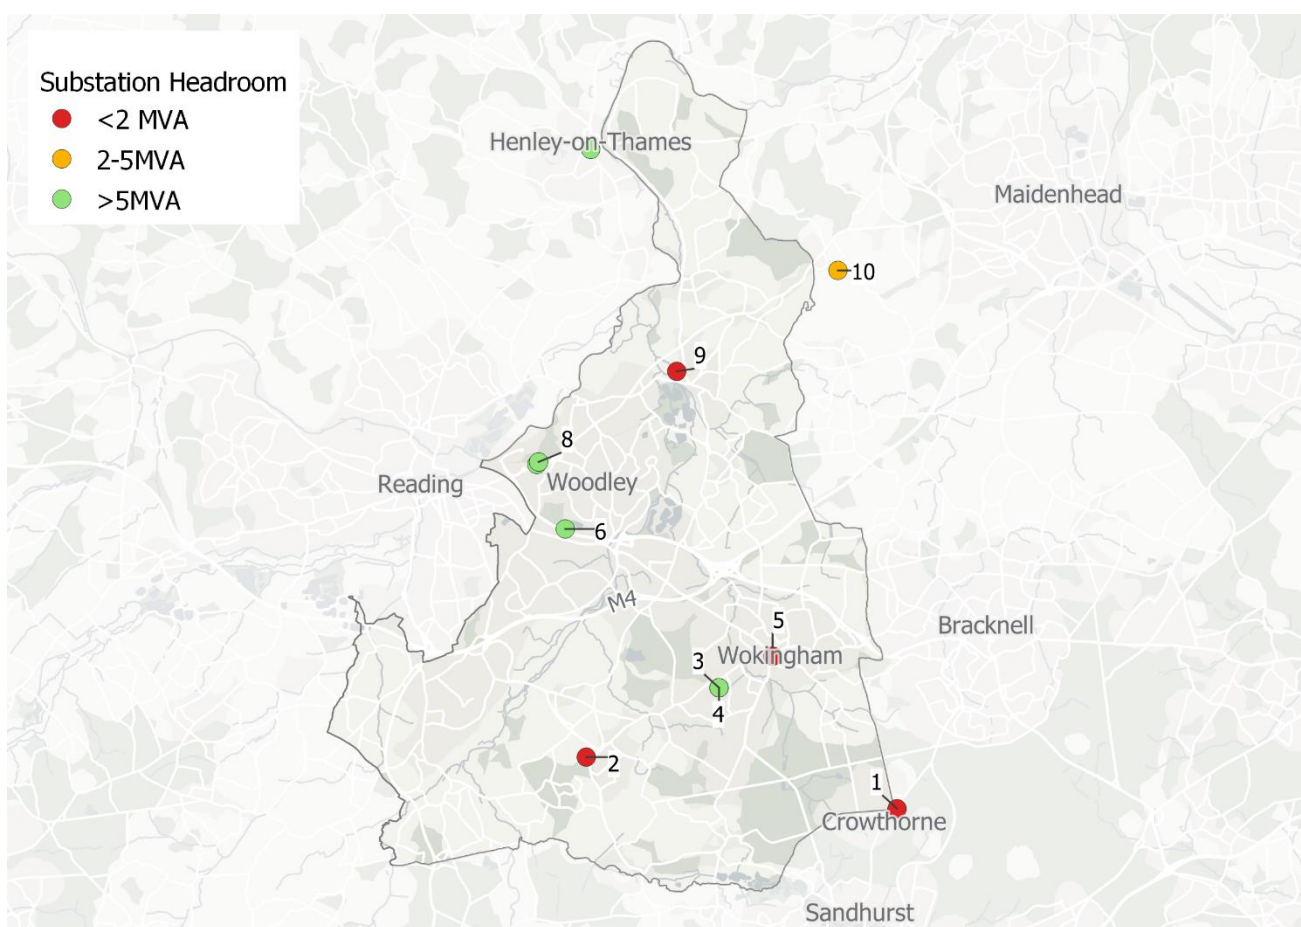 Substation Headroom
<2 MVA
2-5MVA
>5MVA
Henley-on-Thames
Maidenhead
10
9
8
Reading
Woodley
6
M4
5
Bracknell
Wokingham
3
4
2
1
Crowthorne
Sandhurst